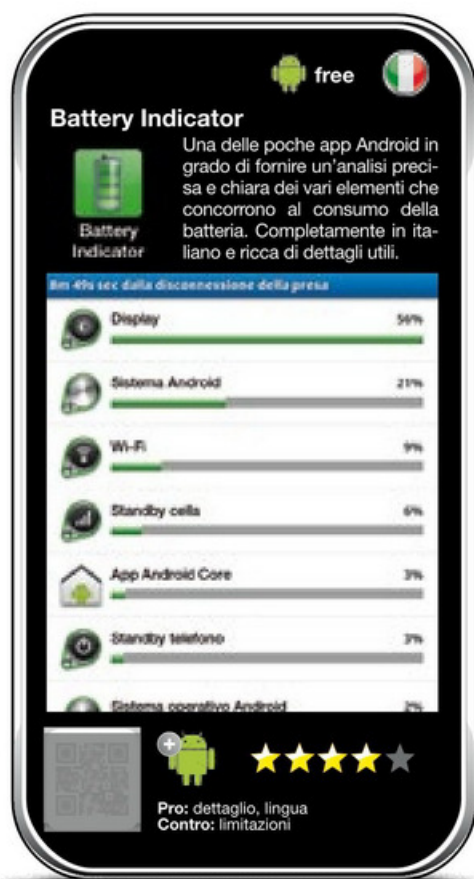 free
Battery Indicator
Una delle poche app Android in
grado di fornire un'analisi preci-
sa e chiara dei vari elementi che
concorrono al consumo della
batteria. Completamente in ita-
liano e ricca di dettagli utili.
Battery
Indicator
8m 49s sec dalla disconnessione della presa
Display 56%
Sistema Android 21%
Wi-Fi 9%
Standby cella 6%
App Android Core 3%
Standby telefono 3%
Sistema operativo Android 2%
Pro: dettaglio, lingua
Contro: limitazioni